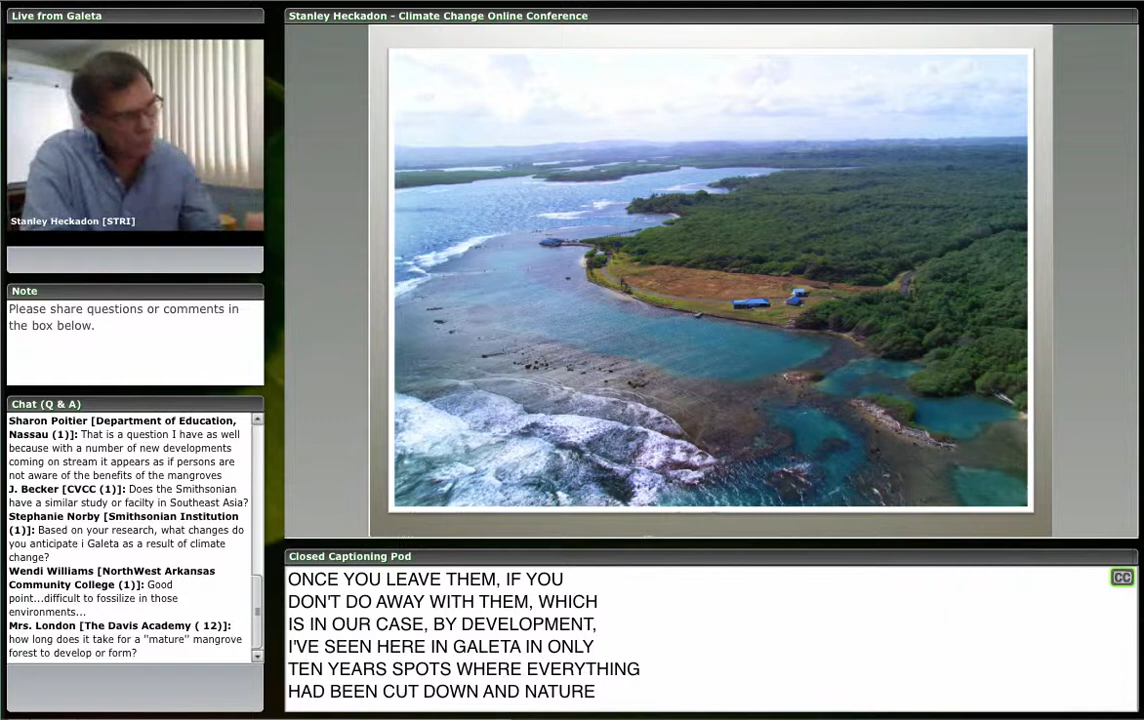 Live from Galeta
Stanley Heckadon [STRI]
Note
Please share questions or comments in
the box below.
Chat (Q & A)
Sharon Poitier [Department of Education,
Nassau (1)]: That is a question I have as well
because with a number of new developments
coming on stream it appears as if persons are
not aware of the benefits of the mangroves
J. Becker [CVCC (1)]: Does the Smithsonian
have a similar study or facilty in Southeast Asia?
Stephanie Norby [Smithsonian Institution
(1)]: Based on your research, what changes do
you anticipate i Galeta as a result of climate
change?
Wendi Williams [NorthWest Arkansas
Community College (1)]: Good
point...difficult to fossilize in those
environments...
Mrs. London [The Davis Academy ( 12)]:
how long does it take for a "mature" mangrove
forest to develop or form?
Stanley Heckadon - Climate Change Online Conference
Closed Captioning Pod
CC
ONCE YOU LEAVE THEM, IF YOU
DON'T DO AWAY WITH THEM, WHICH
IS IN OUR CASE, BY DEVELOPMENT,
I'VE SEEN HERE IN GALETA IN ONLY
TEN YEARS SPOTS WHERE EVERYTHING
HAD BEEN CUT DOWN AND NATURE